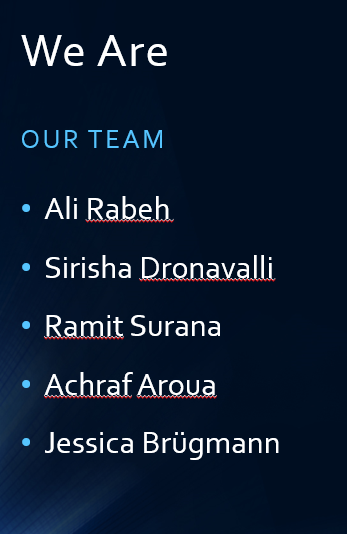 We Are
OUR TEAM
• Ali Rabeh
• Sirisha Dronavalli
• Ramit Surana
• Achraf Aroua
• Jessica Brügmann